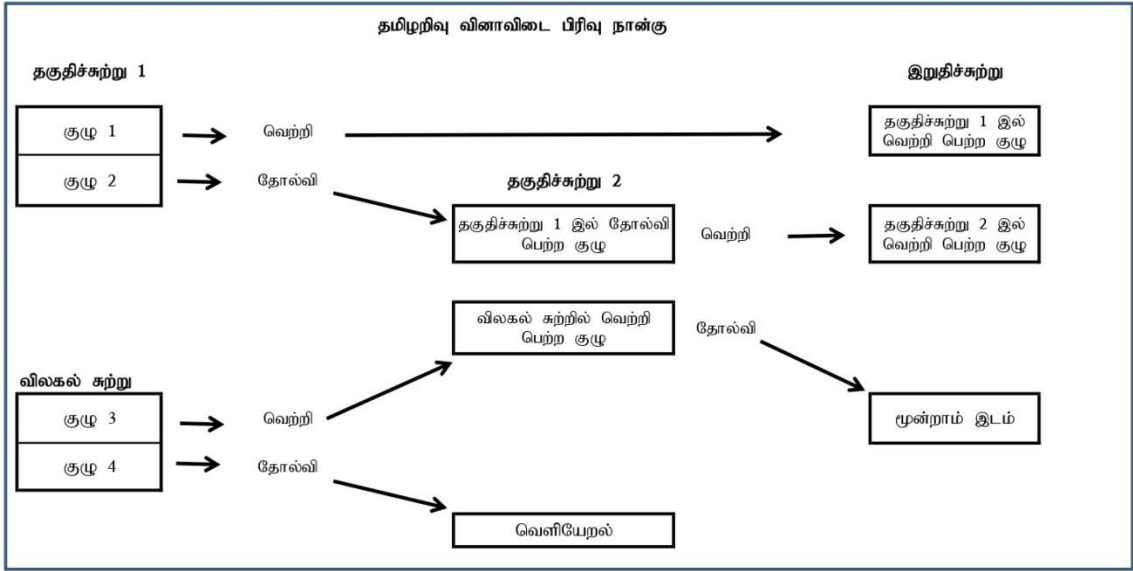 தமிழறிவு வினாவிடை பிரிவு நான்கு
தகுதிச்சுற்று 1
இறுதிச்சுற்று
குழு 1
வெற்றி
தகுதிச்சுற்று 1 இல்
வெற்றி பெற்ற குழு
குழு 2
தோல்வி
தகுதிச்சுற்று 2
தகுதிச்சுற்று 1 இல் தோல்வி
பெற்ற குழு
வெற்றி
தகுதிச்சுற்று 2 இல்
வெற்றி பெற்ற குழு
விலகல் சுற்றில் வெற்றி
பெற்ற குழு
தோல்வி
விலகல் சுற்று
குழு 3
வெற்றி
மூன்றாம் இடம்
குழு 4
தோல்வி
வெளியேறல்